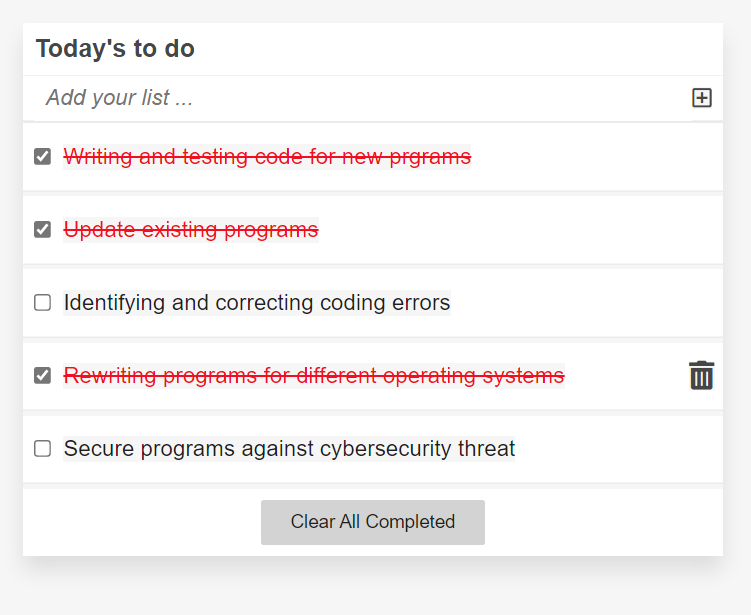 Today's to do
Add your list ...
Writing and testing code for new prgrams
Update existing programs
Identifying and correcting coding errors
Rewriting programs for different operating systems
Secure programs against cybersecurity threat
Clear All Completed